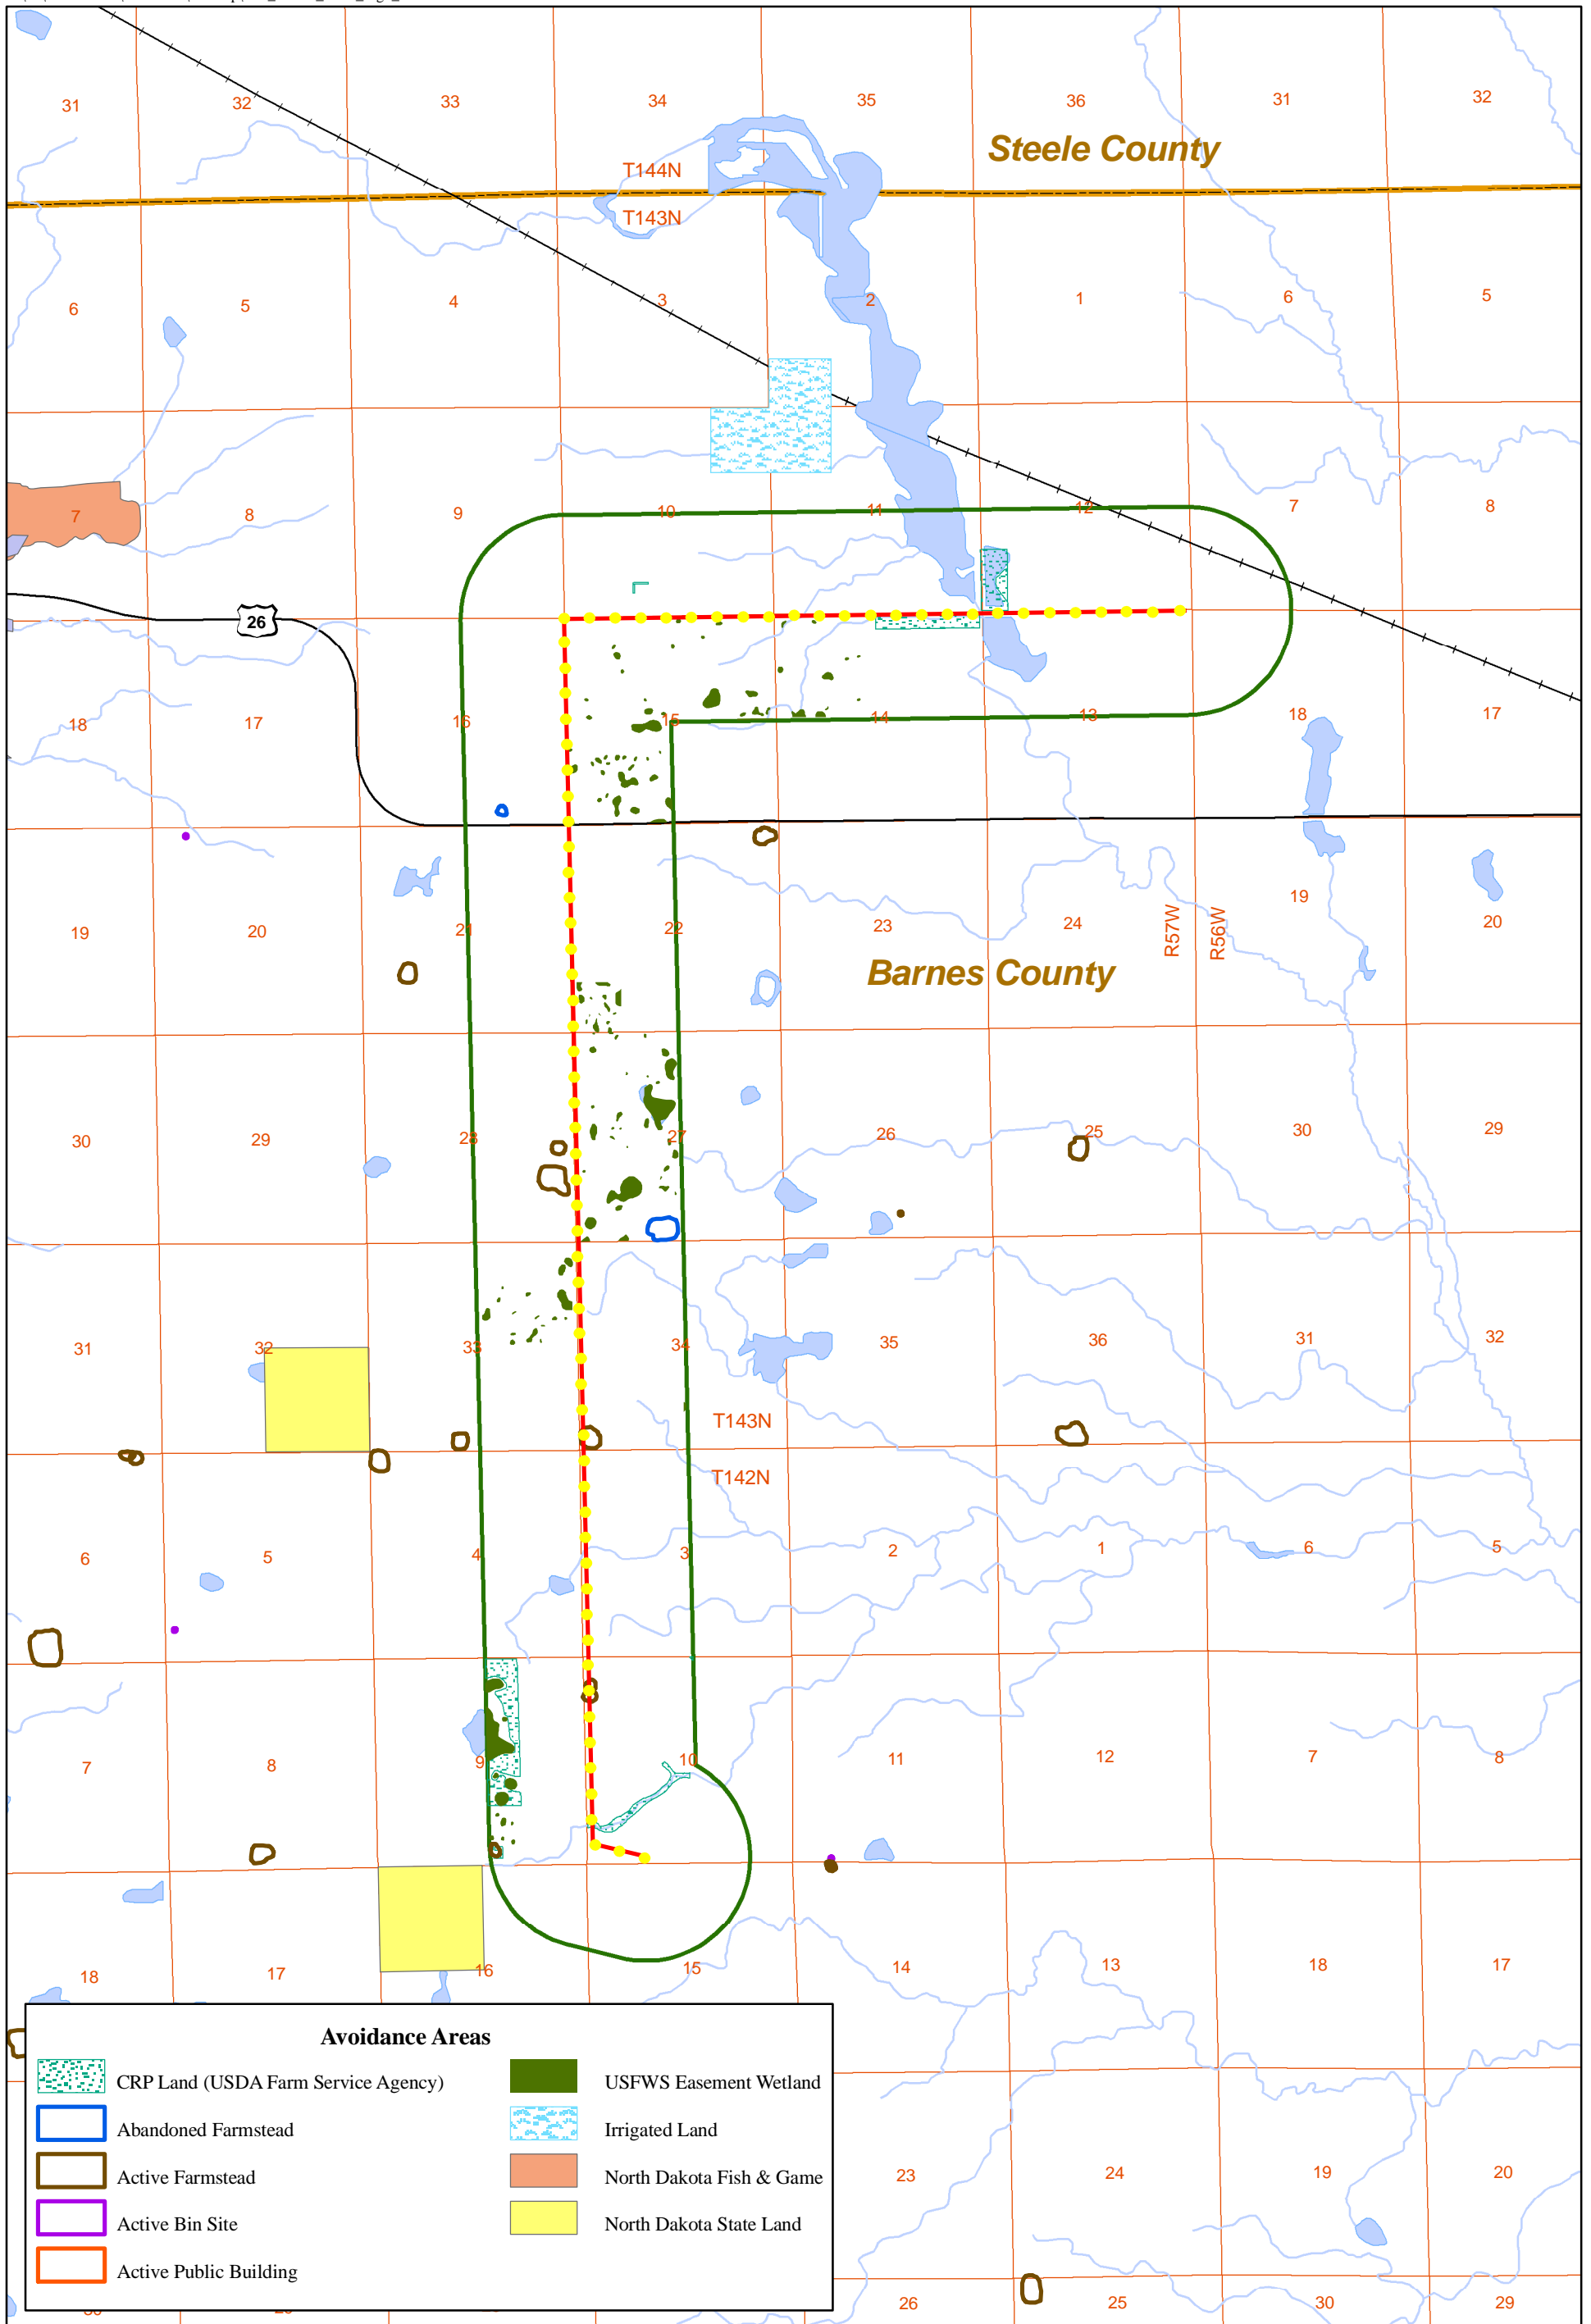 31 32 33 34 35 36 31 32
Steele County
T144N
T143N
6 5 4 3 2 1 6 5
7 8 9 10 11 12 7 8
26
18 17 16 15 14 13 18 17
19 20 21 22 23 24 19 20
R57W R56W
Barnes County
30 29 28 27 26 25 30 29
31 32 33 34 35 36 31 32
T143N
T142N
6 5 4 3 2 1 6 5
7 8 9 10 11 12 7 8
18 17 16 15 14 13 18 17
Avoidance Areas
CRP Land (USDA Farm Service Agency)
Abandoned Farmstead
Active Farmstead
Active Bin Site
Active Public Building
USFWS Easement Wetland
Irrigated Land
North Dakota Fish & Game
North Dakota State Land
23 24 19 20
26 25 30 29